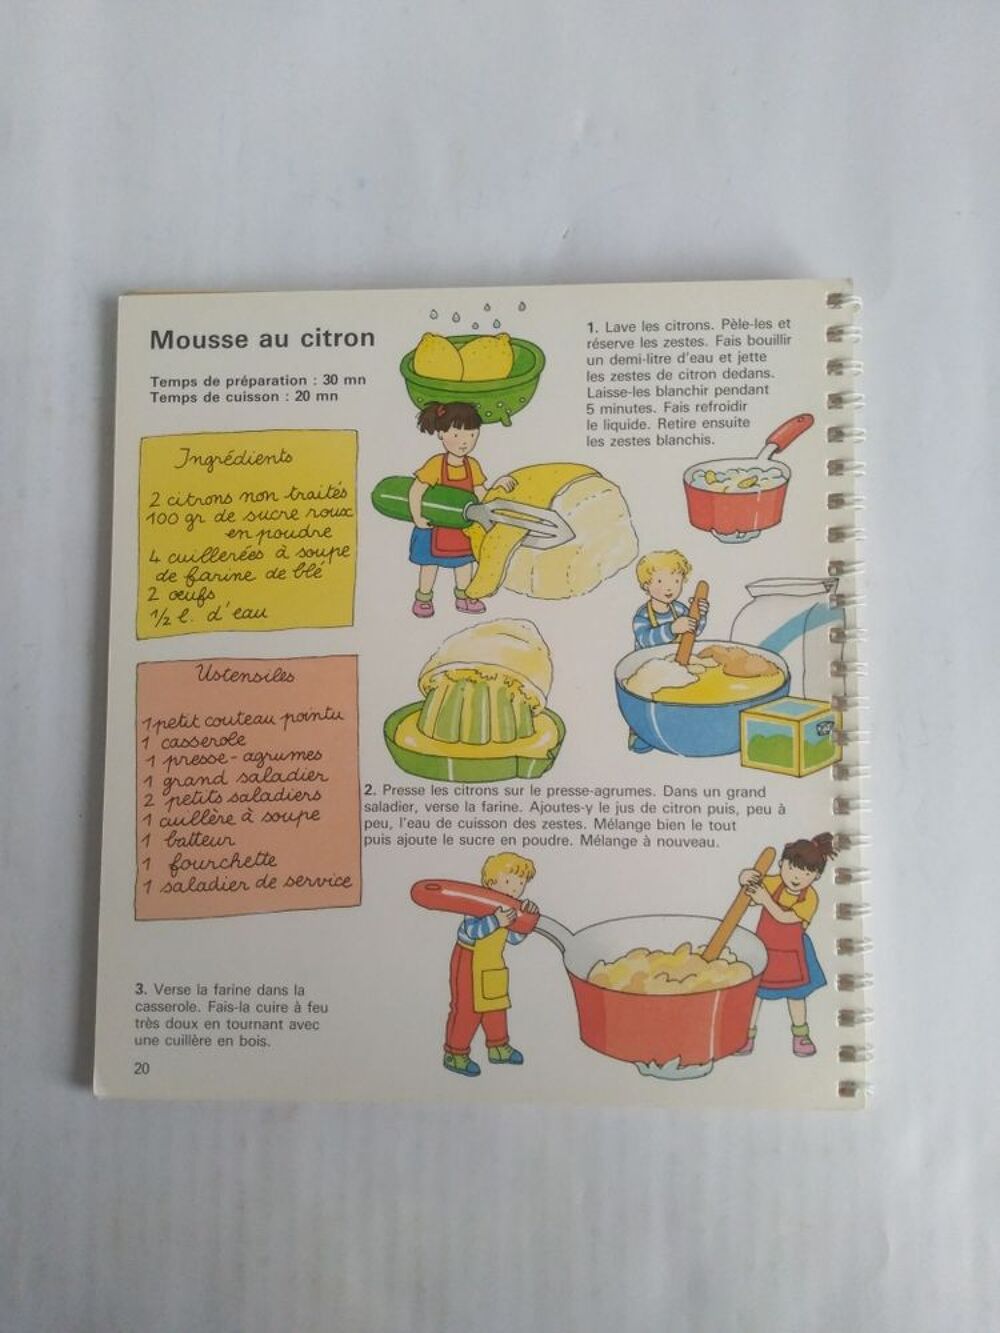 Mousse au citron
Temps de préparation : 30 mn
Temps de cuisson : 20 mn
Ingrédients
2 citrons non traités
100 gr de sucre roux
en poudre
4 cuillerées à soupe
de farine de blé
2 œufs
1/2 l. d'eau
Ustensiles
1 petit couteau pointu
1 casserole
1 presse-agrumes
1 grand saladier
2 petits saladiers
1 cuillère à soupe
1 batteur
1 fourchette
1 saladier de service
1. Lave les citrons. Pèle-les et
réserve les zestes. Fais bouillir
un demi-litre d'eau et jette
les zestes de citron dedans.
Laisse-les blanchir pendant
5 minutes. Fais refroidir
le liquide. Retire ensuite
les zestes blanchis.
2. Presse les citrons sur le presse-agrumes. Dans un grand
saladier, verse la farine. Ajoutes-y le jus de citron puis, peu à
peu, l'eau de cuisson des zestes. Mélange bien le tout
puis ajoute le sucre en poudre. Mélange à nouveau.
3. Verse la farine dans la
casserole. Fais-la cuire à feu
très doux en tournant avec
une cuillère en bois.
20